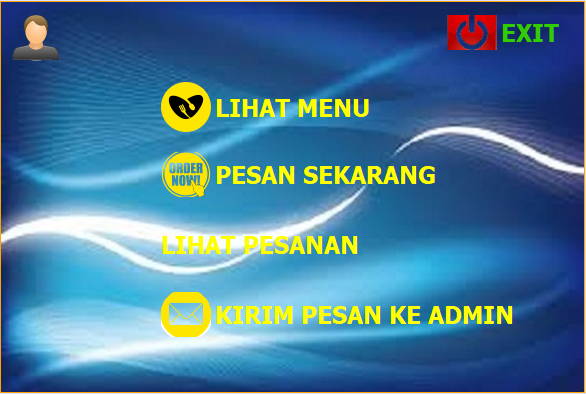 EXIT
LIHAT MENU
ORDER
NOW!!
PESAN SEKARANG
LIHAT PESANAN
KIRIM PESAN KE ADMIN